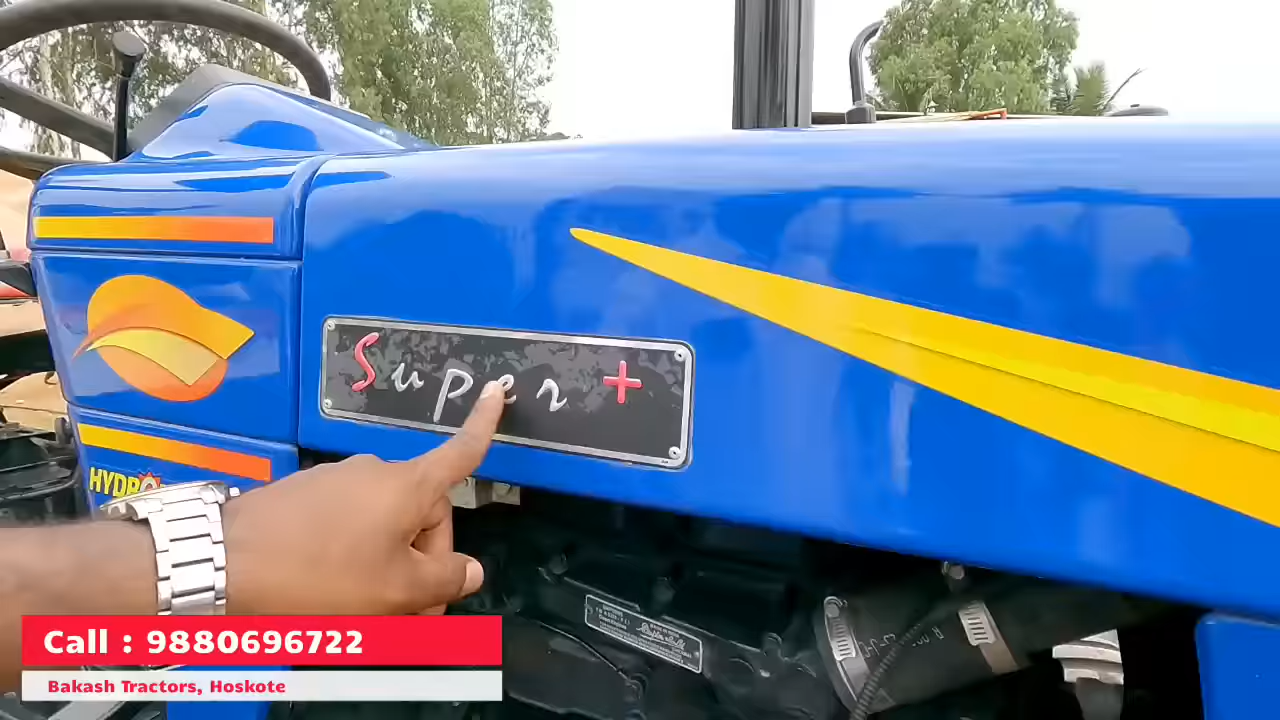 Super +
HYDRO
Call : 9880696722
Bakash Tractors, Hoskote